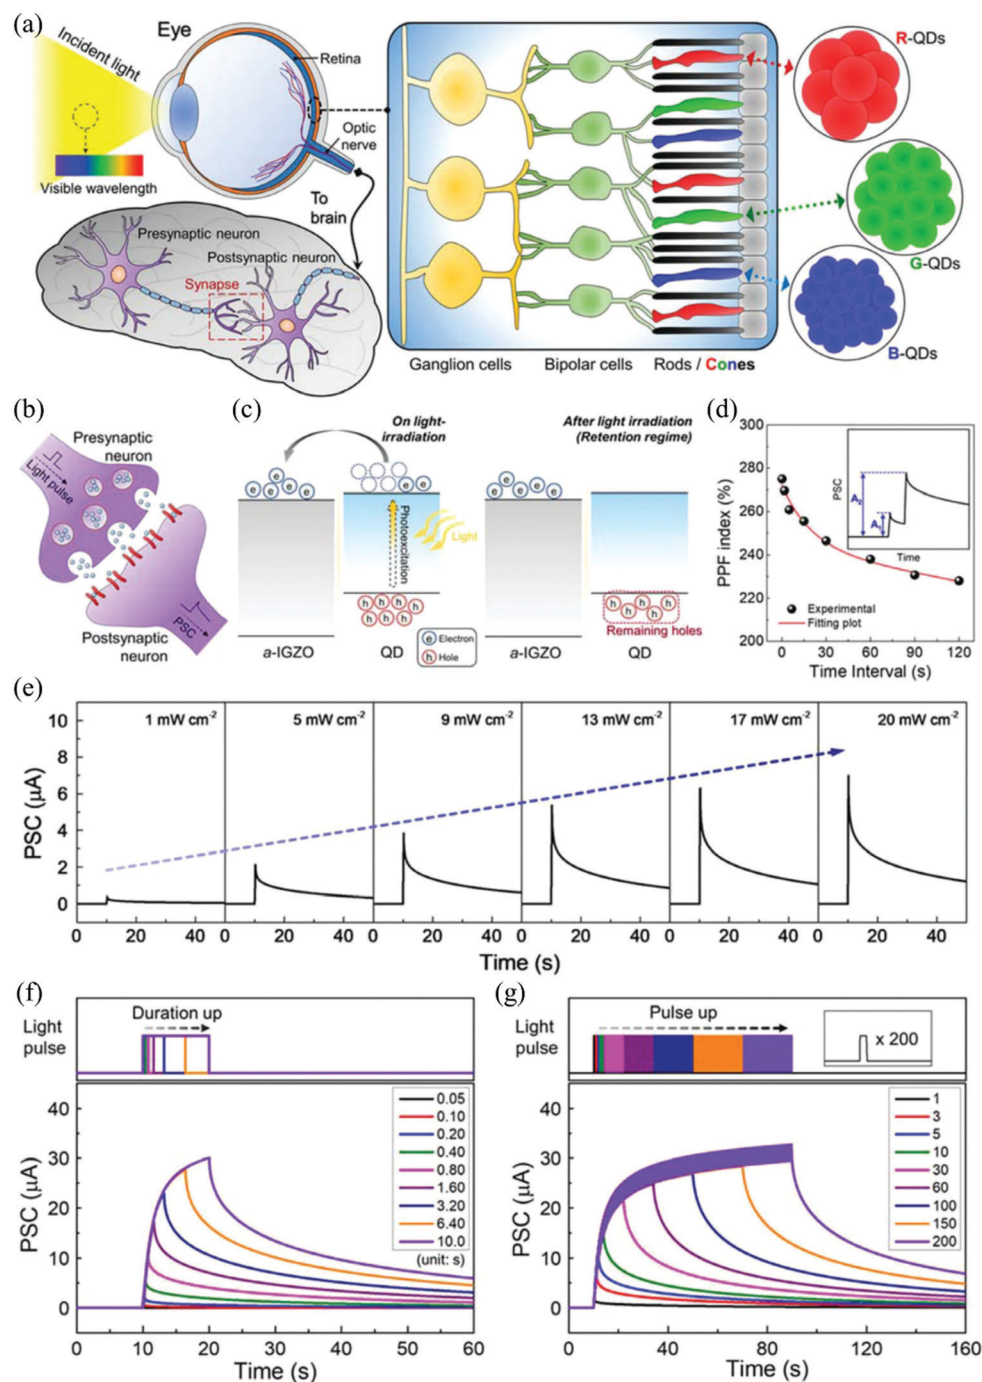 (a)
Incident light
Visible wavelength
Eye
Retina
Optic
nerve
To
brain
Presynaptic neuron
Postsynaptic neuron
Synapse
Ganglion cells
Bipolar cells
Rods / Cones
R-QDs
G-QDs
B-QDs
(b)
Presynaptic
neuron
Light pulse
PSC
Postsynaptic
neuron
(c)
On light-
irradiation
After light irradiation
(Retention regime)
e e e e e
e e
e e e e e
Photoexcitation
Light
h h h h
h h h
h h h h h
Remaining holes
e Electron
h Hole
a-IGZO
QD
a-IGZO
QD
(d)
PPF index (%)
300
280
260
240
220
200
PSC
A2
A1
Time
Experimental
Fitting plot
0 30 60 90 120
Time Interval (s)
(e)
PSC (μA)
10
8
6
4
2
0
1 mW cm-2
5 mW cm-2
9 mW cm-2
13 mW cm-2
17 mW cm-2
20 mW cm-2
0 20 40 0 20 40 0 20 40 0 20 40 0 20 40 0 20 40
Time (s)
(f)
Light
pulse
Duration up
PSC (μA)
40
30
20
10
0
0.05
0.10
0.20
0.40
0.80
1.60
3.20
6.40
10.0
(unit: s)
0 10 20 30 40 50 60
Time (s)
(g)
Light
pulse
Pulse up
x 200
PSC (μA)
40
30
20
10
0
1
3
5
10
30
60
100
150
200
0 40 80 120 160
Time (s)